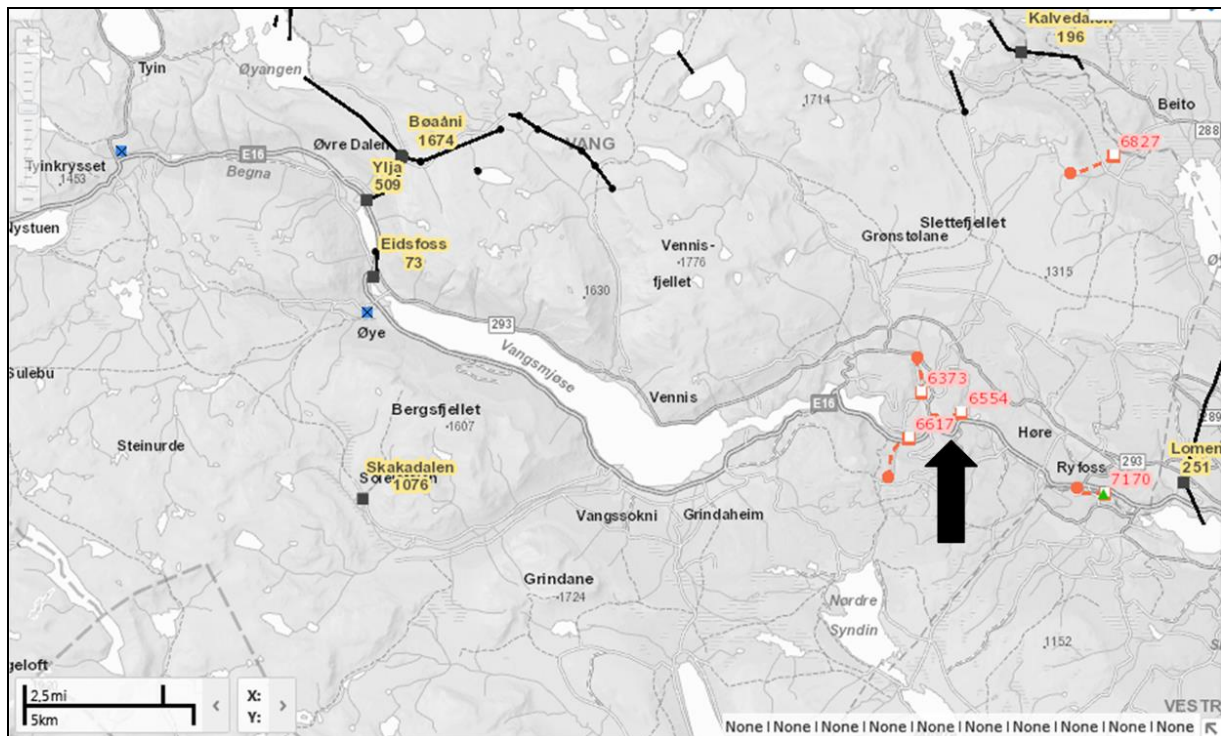 Kalvedalen
196
Tyin
Øyangen
1714
Beito
288
Bøaåni
1674
VANG
Øvre Dalen
6827
E16
Tyinkrysset
1453
Begna
Ylja
509
Nystuen
Slettefjellet
Grønstølane
Eidsfoss
73
Vennis-
1776
fjellet
1315
1630
293
Øye
Vangsmjøse
Sulebu
6373
Vennis
E16
6554
Bergsfjellet
1607
6617
Høre
Steinurde
Lomen
251
Ryfoss
293
Skakadalen
1076
7170
Vangssokni
Grindaheim
Grindane
1724
Nørdre
Syndin
1152
geloft
2,5mi
5km
X:
Y:
VESTR
None | None | None | None | None | None | None | None | None | None